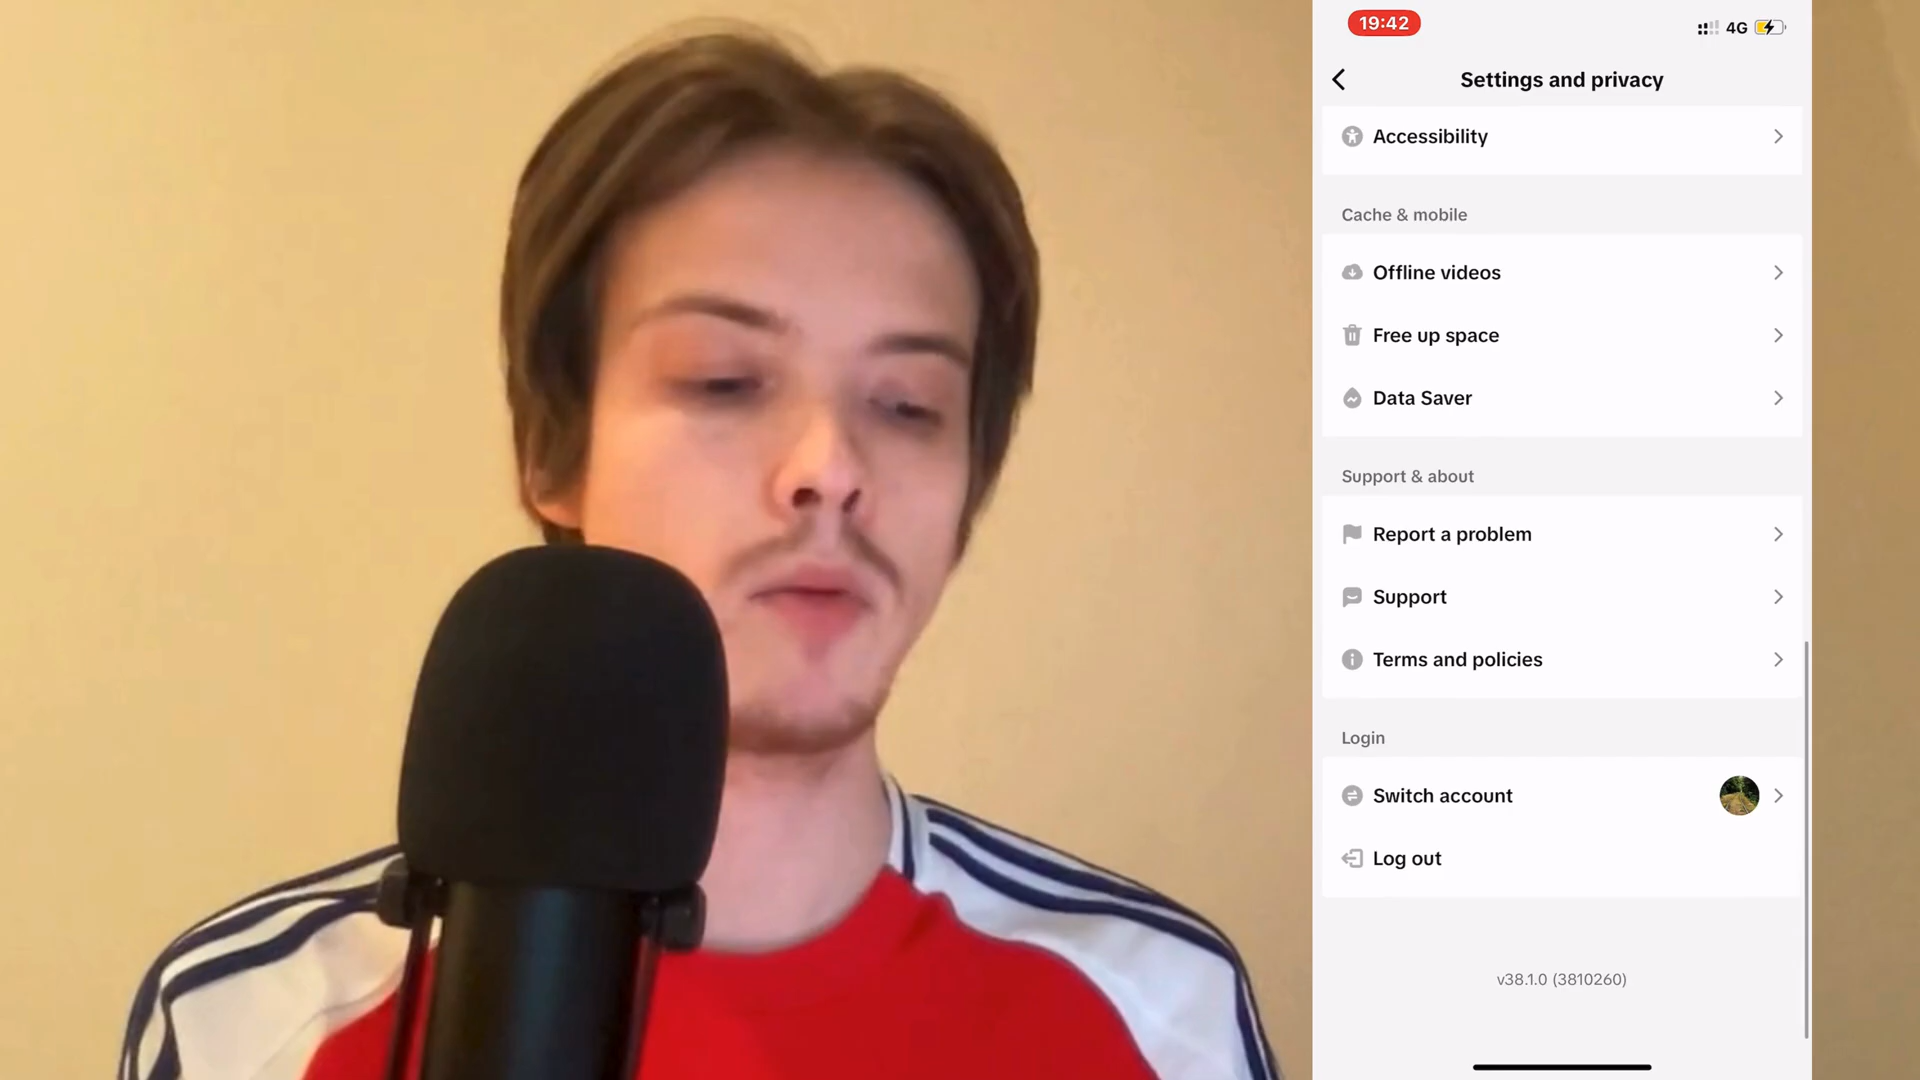 19:42
4G
Settings and privacy
Accessibility
Cache & mobile
Offline videos
Free up space
Data Saver
Support & about
Report a problem
Support
Terms and policies
Login
Switch account
Log out
v38.1.0 (3810260)